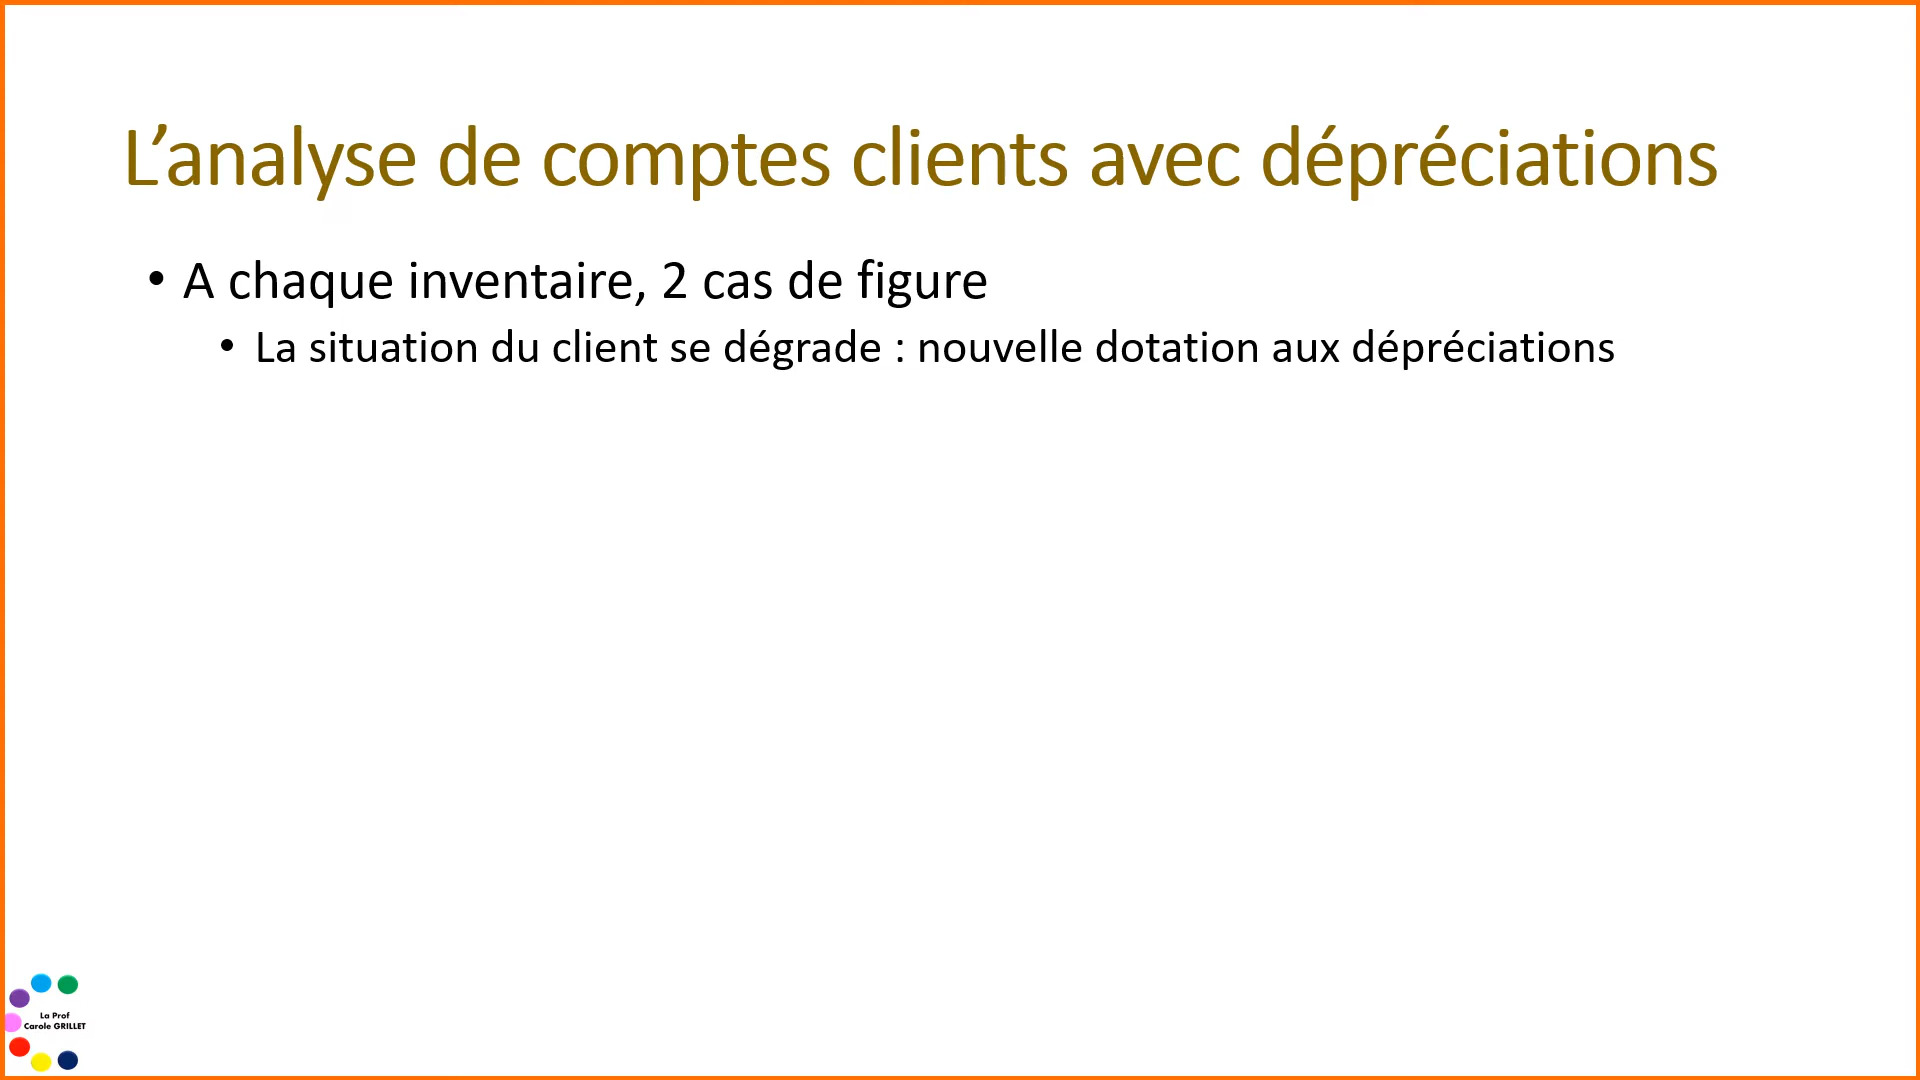 L’analyse de comptes clients avec dépréciations
• A chaque inventaire, 2 cas de figure
• La situation du client se dégrade : nouvelle dotation aux dépréciations
La Prof
Carole GRILLET